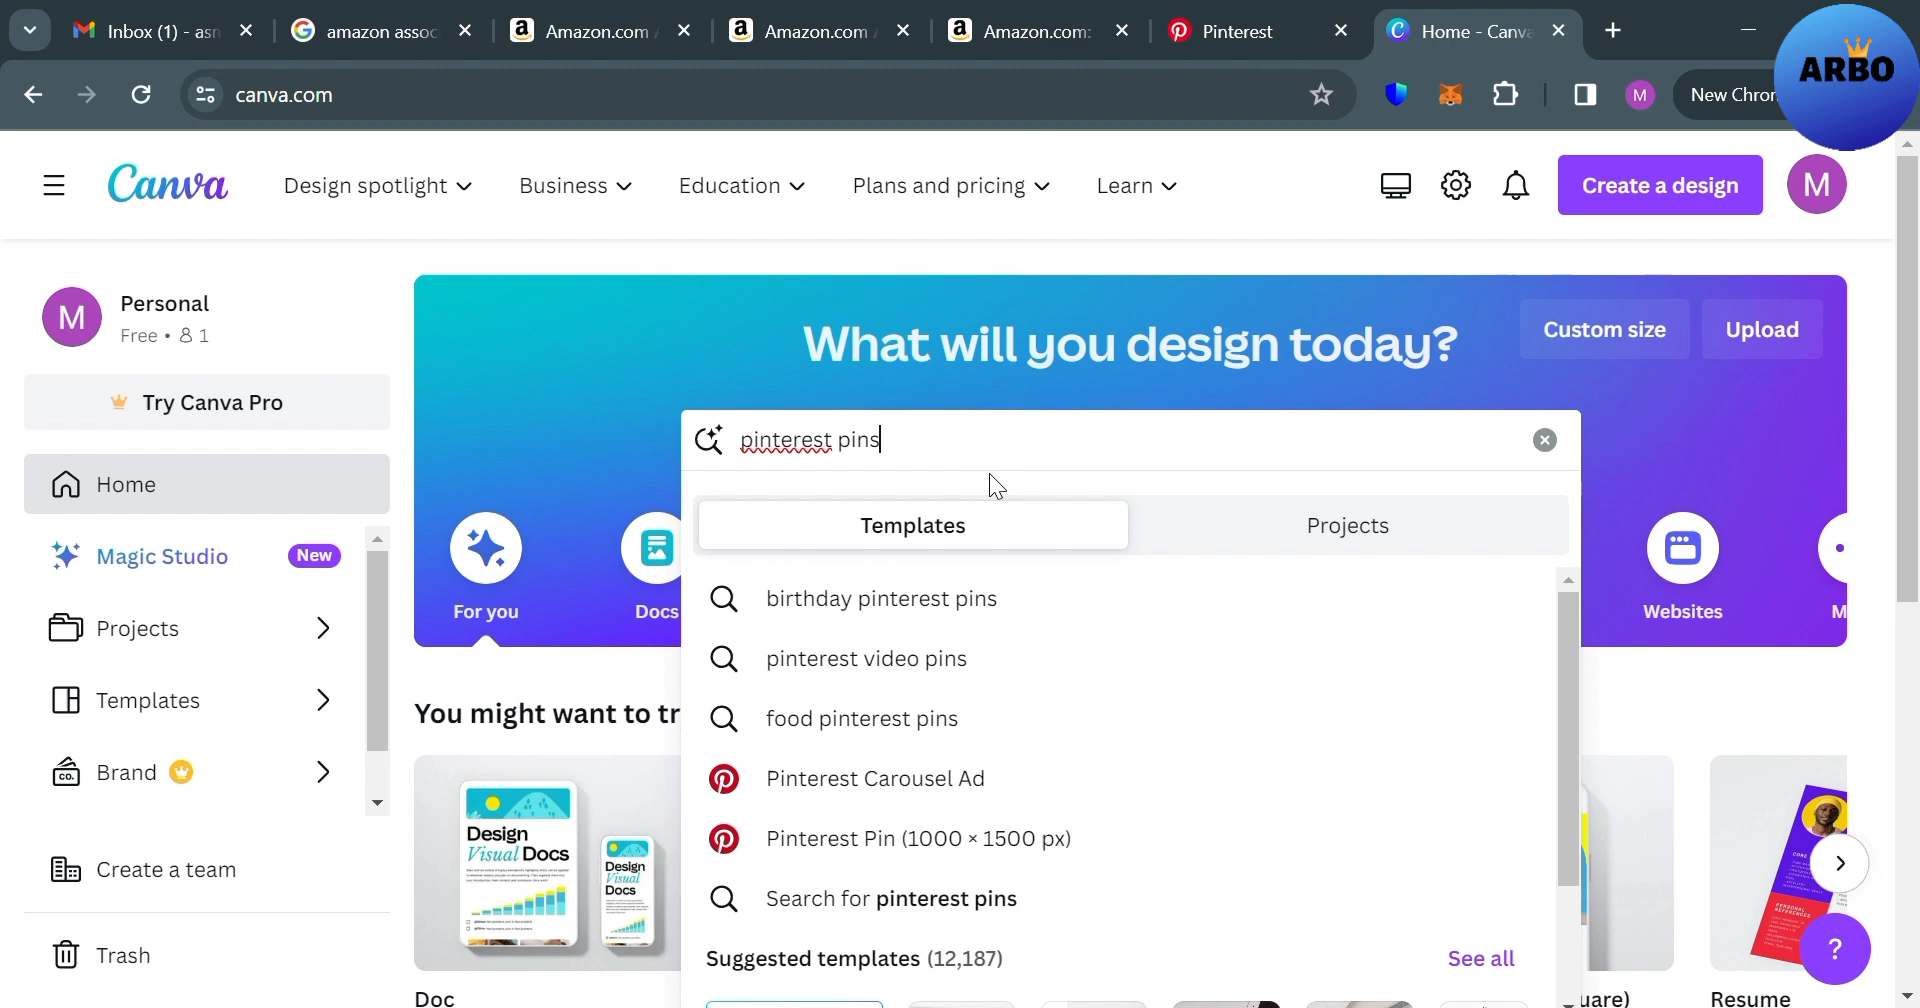 Inbox (1) - asm
amazon assoc
Amazon.com /
Amazon.com /
Amazon.com:
Pinterest
Home - Canva
ARBO
canva.com
M
New Chrom
Canva
Design spotlight
Business
Education
Plans and pricing
Learn
Create a design
M
M
Personal
Free • 1
Try Canva Pro
Home
Magic Studio
New
Projects
Templates
Brand
Create a team
Trash
What will you design today?
Custom size
Upload
pinterest pins
Templates
Projects
birthday pinterest pins
pinterest video pins
food pinterest pins
Pinterest Carousel Ad
Pinterest Pin (1000 × 1500 px)
Search for pinterest pins
Suggested templates (12,187)
See all
For you
Docs
Websites
M
You might want to tr
Design
Visual Docs
Design
Visual
Docs
CO.
PERSONAL
REFERENCES
?
Doc
uare)
Resume